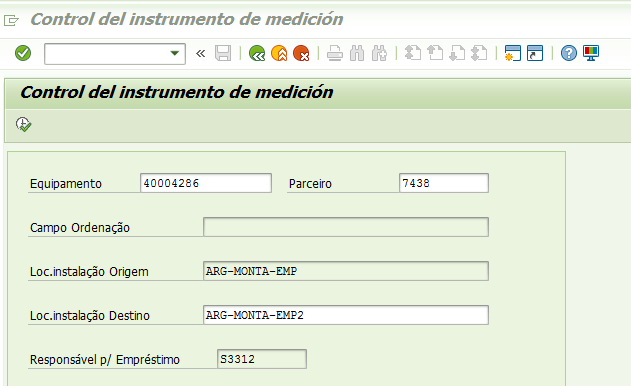 Control del instrumento de medición
Control del instrumento de medición
Equipamento 40004286 Parceiro 7438
Campo Ordenação
Loc.instalação Origem ARG-MONTA-EMP
Loc.instalação Destino ARG-MONTA-EMP2
Responsável p/ Empréstimo S3312